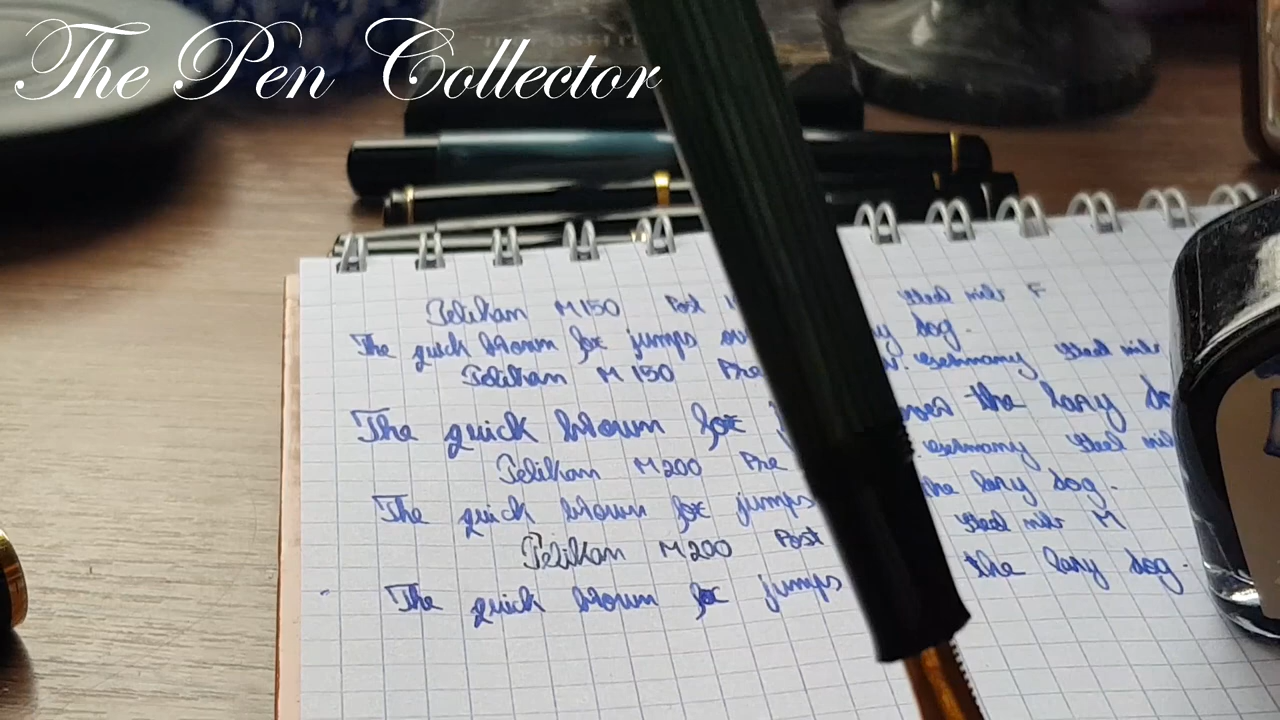 The Pen Collector
Pelikan M150 Post Steel nib F
The quick brown fox jumps dog.
Pelikan M150 Pre Germany Steel nib
The quick brown fox the lazy
Pelikan M200 Pre Germany Steel nib
The quick brown fox jumps the lazy dog.
Pelikan M200 Post Steel nib M
The quick brown fox jumps the lazy dog.